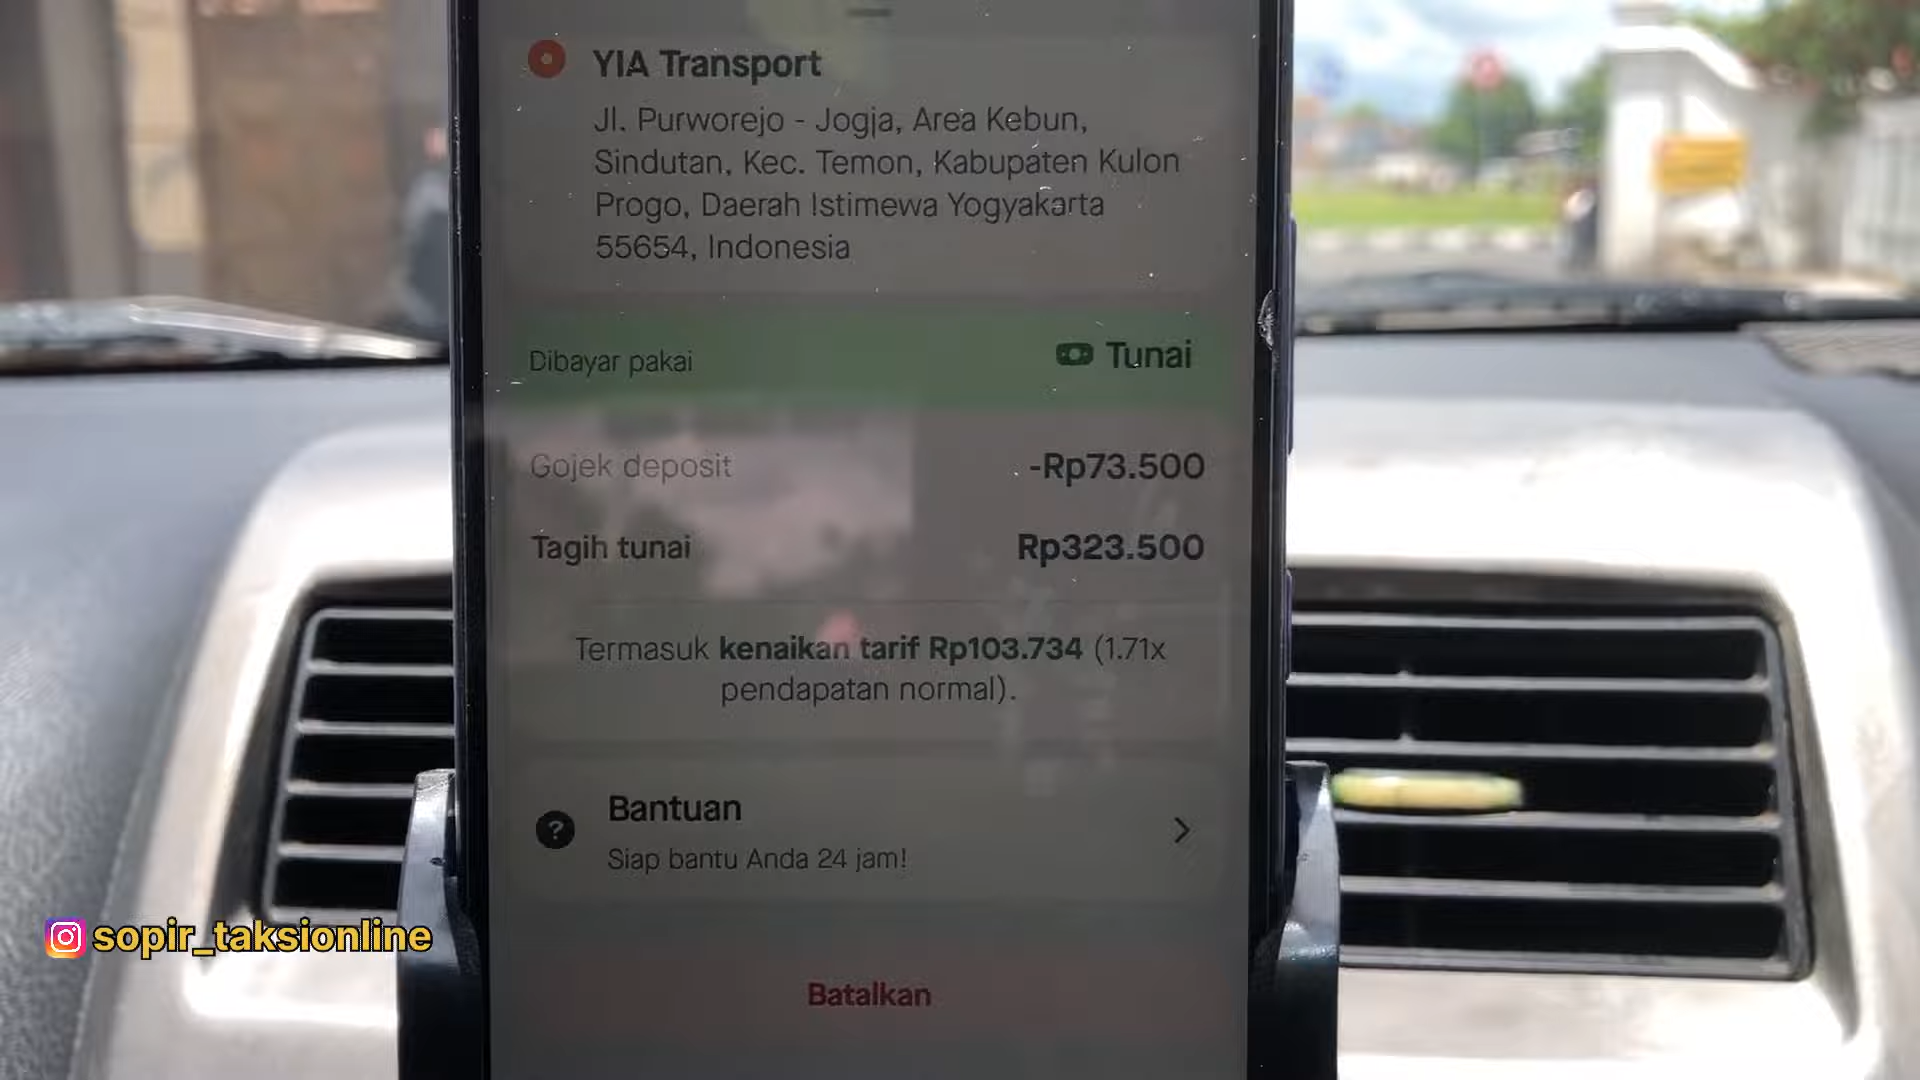 YIA Transport
Jl. Purworejo - Jogja, Area Kebun,
Sindutan, Kec. Temon, Kabupaten Kulon
Progo, Daerah Istimewa Yogyakarta
55654, Indonesia
Dibayar pakai Tunai
Gojek deposit -Rp73.500
Tagih tunai Rp323.500
Termasuk kenaikan tarif Rp103.734 (1.71x
pendapatan normal).
Bantuan
Siap bantu Anda 24 jam!
Batalkan
sopir_taksionline